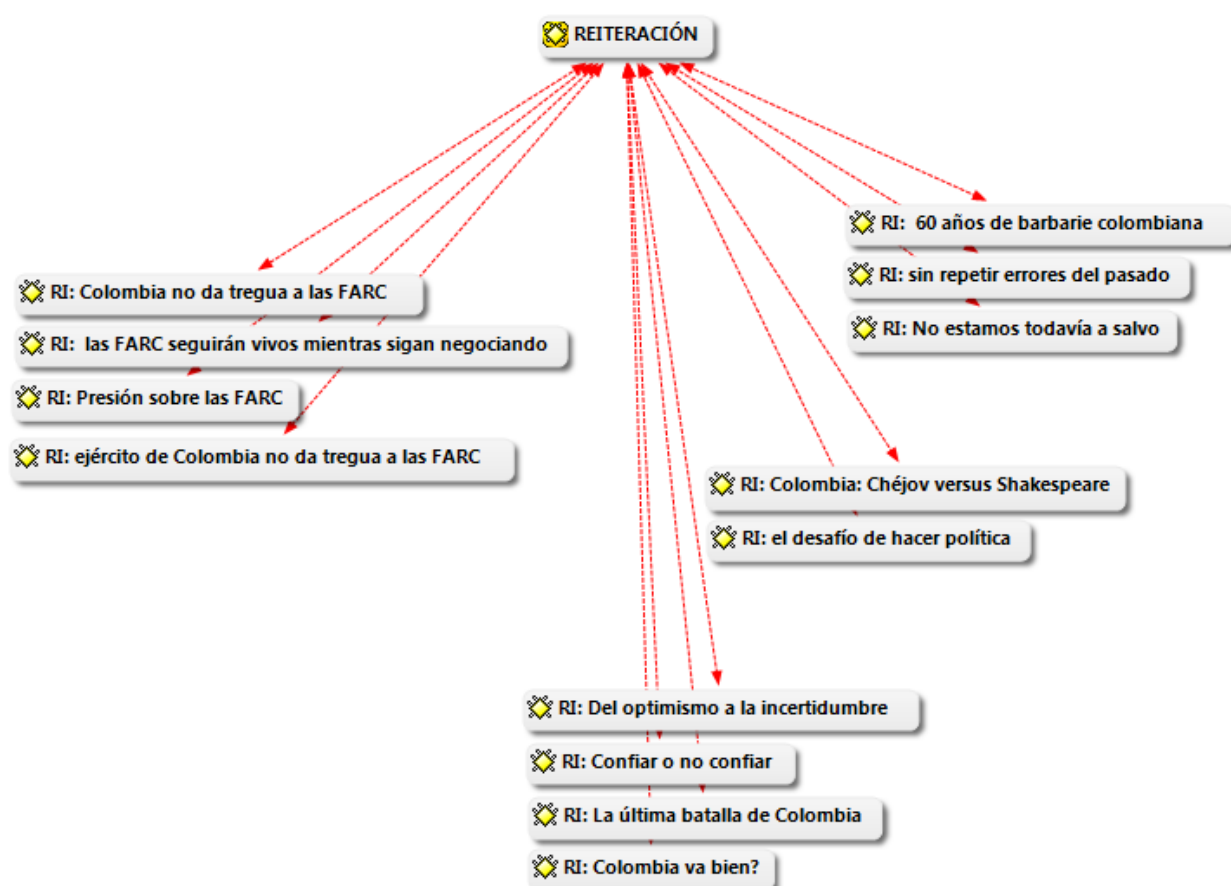 REITERACIÓN
RI: 60 años de barbarie colombiana
RI: sin repetir errores del pasado
RI: No estamos todavía a salvo
RI: Colombia no da tregua a las FARC
RI: las FARC seguirán vivos mientras sigan negociando
RI: Presión sobre las FARC
RI: ejército de Colombia no da tregua a las FARC
RI: Colombia: Chéjov versus Shakespeare
RI: el desafío de hacer política
RI: Del optimismo a la incertidumbre
RI: Confiar o no confiar
RI: La última batalla de Colombia
RI: Colombia va bien?